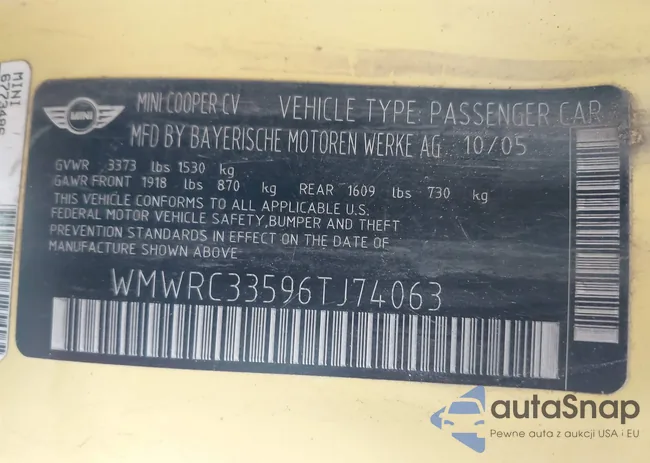 MINI
6773486
MINI
MINI COOPER CV VEHICLE TYPE: PASSENGER CAR
MFD BY BAYERISCHE MOTOREN WERKE AG 10/05
GVWR 3373 lbs 1530 kg
GAWR FRONT 1918 lbs 870 kg REAR 1609 lbs 730 kg
THIS VEHICLE CONFORMS TO ALL APPLICABLE U.S.
FEDERAL MOTOR VEHICLE SAFETY,BUMPER AND THEFT
PREVENTION STANDARDS IN EFFECT ON THE DATE OF
MANUFACTURE SHOWN ABOVE
WMWRC33596TJ74063
autaSnap
Pewne auta z aukcji USA i EU